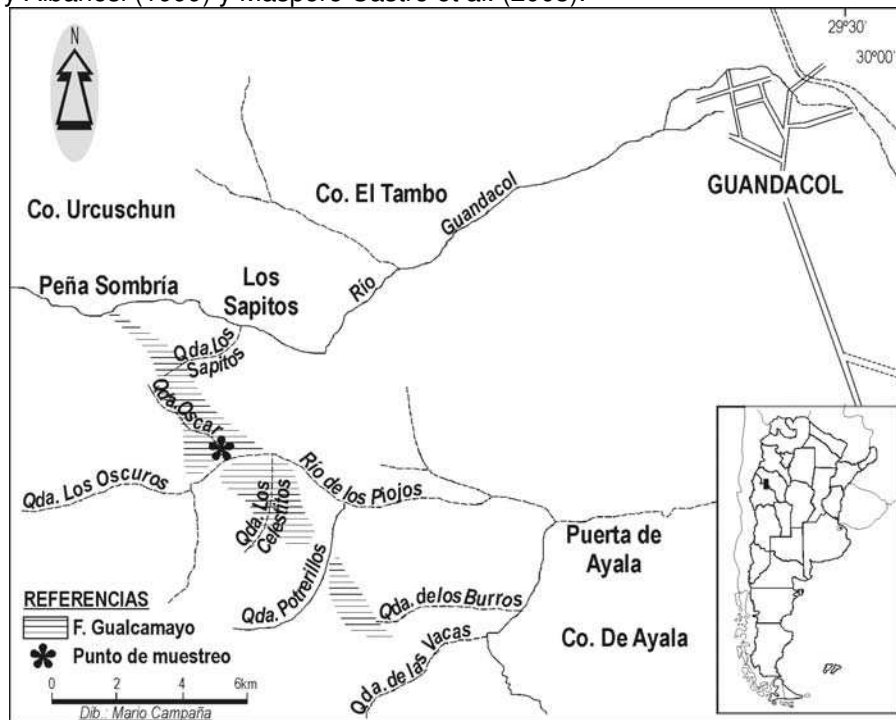 y Albanesi (1999) y Maspero Castro et al. (2003).
29°30'
30°00'
N
GUANDACOL
Co. El Tambo
Co. Urcuschun
Río Guandacol
Peña Sombría
Los
Sapitos
Qda. Los
Sapitos
Qda. Oscar
Qda. Los Oscuros
Río de los Piojos
Qda. Los
Celestitos
Puerta de
Ayala
Qda. Potrerillos
Qda. de los Burros
Co. De Ayala
Qda. de las Vacas
REFERENCIAS
F. Gualcamayo
Punto de muestreo
0 2 4 6km
Dib.: Mario Campaña